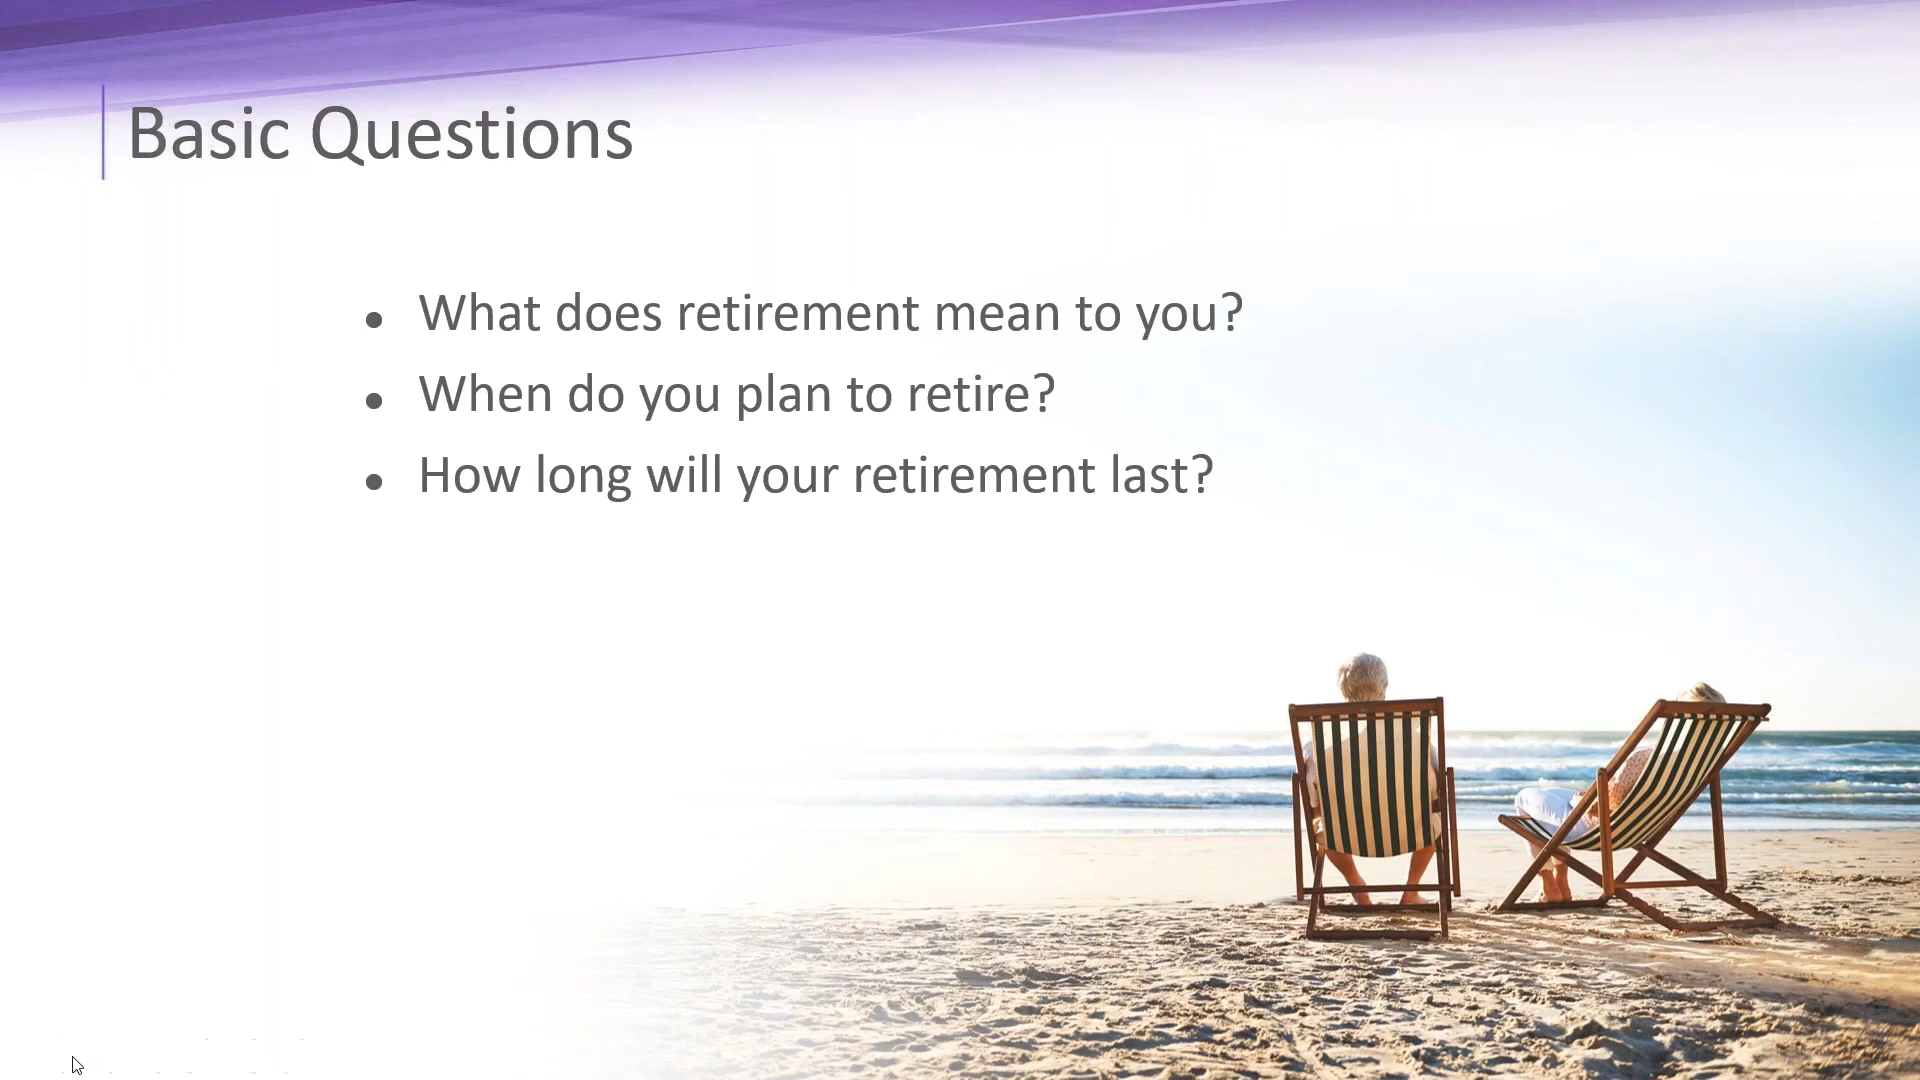 Basic Questions
● What does retirement mean to you?
● When do you plan to retire?
● How long will your retirement last?